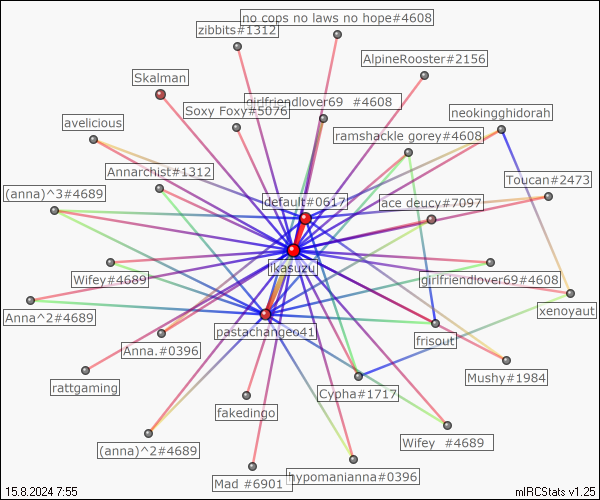 no cops no laws no hope#4608
zibbits#1312
AlpineRooster#2156
Skalman
girlfriendlover69 #4608
Soxy Foxy#5076
neokingghidorah
avelicious
ramshackle gorey#4608
Annarchist#1312
Toucan#2473
(anna)^3#4689
default#0617
ace deucy#7097
ikasuzu
Wifey#4689
girlfriendlover69#4608
xenoyaut
Anna^2#4689
pastachangeo41
frisout
Anna.#0396
Mushy#1984
rattgaming
Cypha#1717
fakedingo
Wifey #4689
(anna)^2#4689
hypomanianna#0396
Mad #6901
15.8.2024 7:55
mIRCStats v1.25